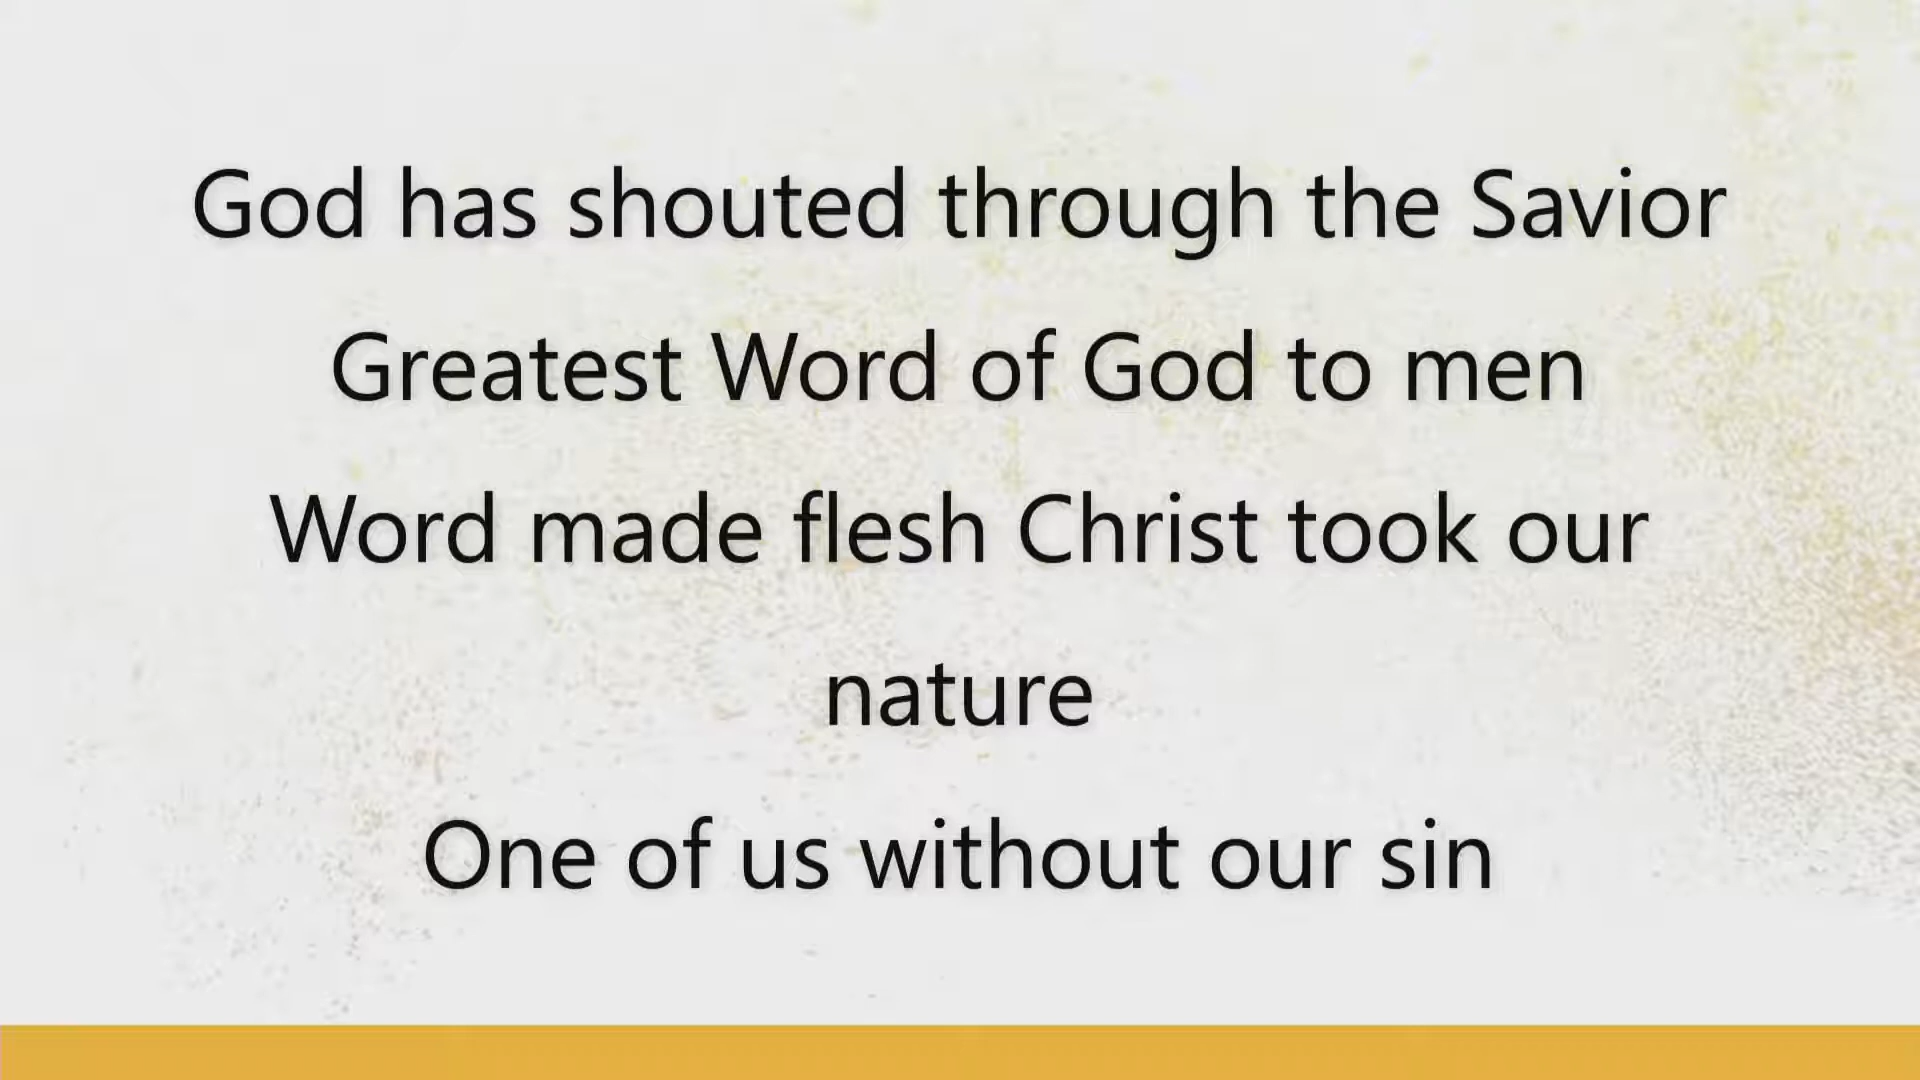 God has shouted through the Savior
Greatest Word of God to men
Word made flesh Christ took our
nature
One of us without our sin